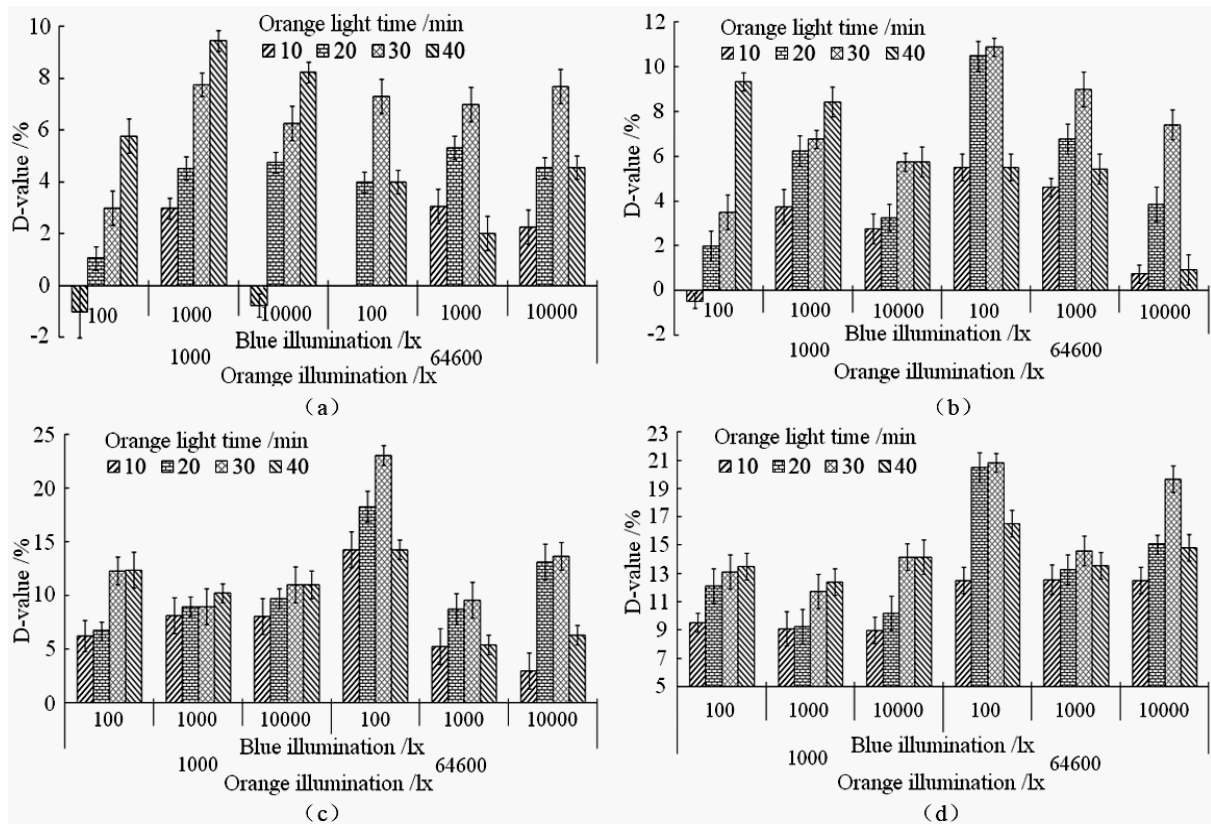 Orange light time /min
10 20 30 40
D-value /%
10
8
6
4
2
0
-2
100 1000 10000 100 1000 10000
Blue illumination /lx
1000 64600
Orange illumination /lx
(a)
Orange light time /min
10 20 30 40
D-value /%
12
10
8
6
4
2
0
-2
100 1000 10000 100 1000 10000
Blue illumination /lx
1000 64600
Orange illumination /lx
(b)
Orange light time /min
10 20 30 40
D-value /%
25
20
15
10
5
0
100 1000 10000 100 1000 10000
Blue illumination /lx
1000 64600
Orange illumination /lx
(c)
Orange light time /min
10 20 30 40
D-value /%
23
21
19
17
15
13
11
9
7
5
100 1000 10000 100 1000 10000
Blue illumination /lx
1000 64600
Orange illumination /lx
(d)